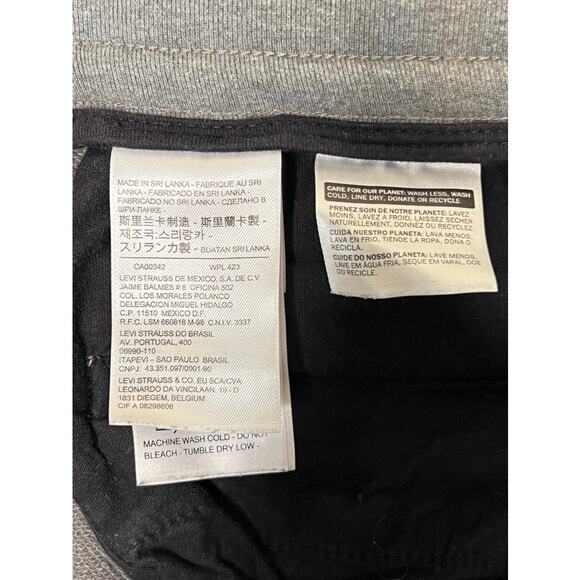 MADE IN SRI LANKA - FABRIQUE AU SRI
LANKA - FABRICADO EN SRI LANKA -
FABRICADO NO SRI LANKA - СДЕЛАНО В
ШРИ-ЛАНКЕ -
斯里兰卡制造 - 斯里蘭卡製 -
제조국-스리랑카 -
スリランカ製 - BUATAN SRI LANKA
CA00342 WPL 423
LEVI STRAUSS DE MEXICO, S.A. DE C.V.
JAIME BALMES # 8 OFICINA 502
COL. LOS MORALES POLANCO
DELEGACION MIGUEL HIDALGO
C.P. 11510 MEXICO D.F.
R.F.C. LSM 660818 M-98 C.N.I.V. 3337
LEVI STRAUSS DO BRASIL
AV. PORTUGAL, 400
06990-110
ITAPEVI - SAO PAULO BRASIL
CNPJ: 43.351.097/0001-90
LEVI STRAUSS & CO. EU SCA/CVA
LEONARDO DA VINCILAAN, 19 - D
1831 DIEGEM, BELGIUM
CIF A 08298606
MACHINE WASH COLD - DO NOT
BLEACH - TUMBLE DRY LOW -
CARE FOR OUR PLANET: WASH LESS, WASH
COLD, LINE DRY, DONATE OR RECYCLE
PRENEZ SOIN DE NOTRE PLANETE: LAVEZ
MOINS, LAVEZ A FROID, LAISSEZ SECHER
MOINS DUREMENT,
DONNEZ OU RECYCLEZ
CUIDA NUESTRO PLANETA: LAVA MENOS,
LAVA EN FRIO, TIENDE LA ROPA, DONA O
RECICLA.
CUIDE DO NOSSO PLANETA: LAVE MENOS,
LAVE EM ÁGUA FRIA, SEQUE EM VARAL, DOE
OU RECICLE.